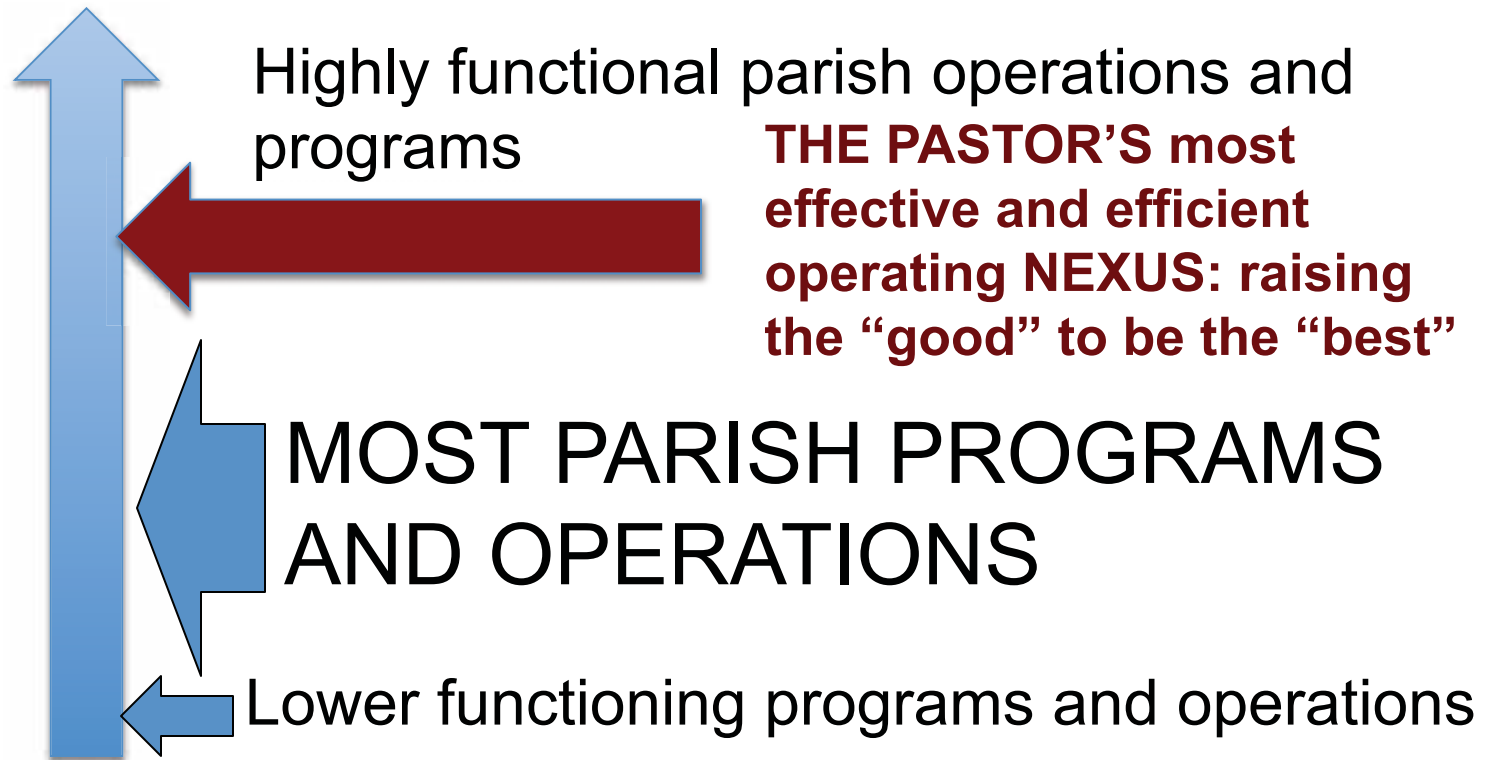 Highly functional parish operations and
programs
THE PASTOR’S most
effective and efficient
operating NEXUS: raising
the “good” to be the “best”
MOST PARISH PROGRAMS
AND OPERATIONS
Lower functioning programs and operations